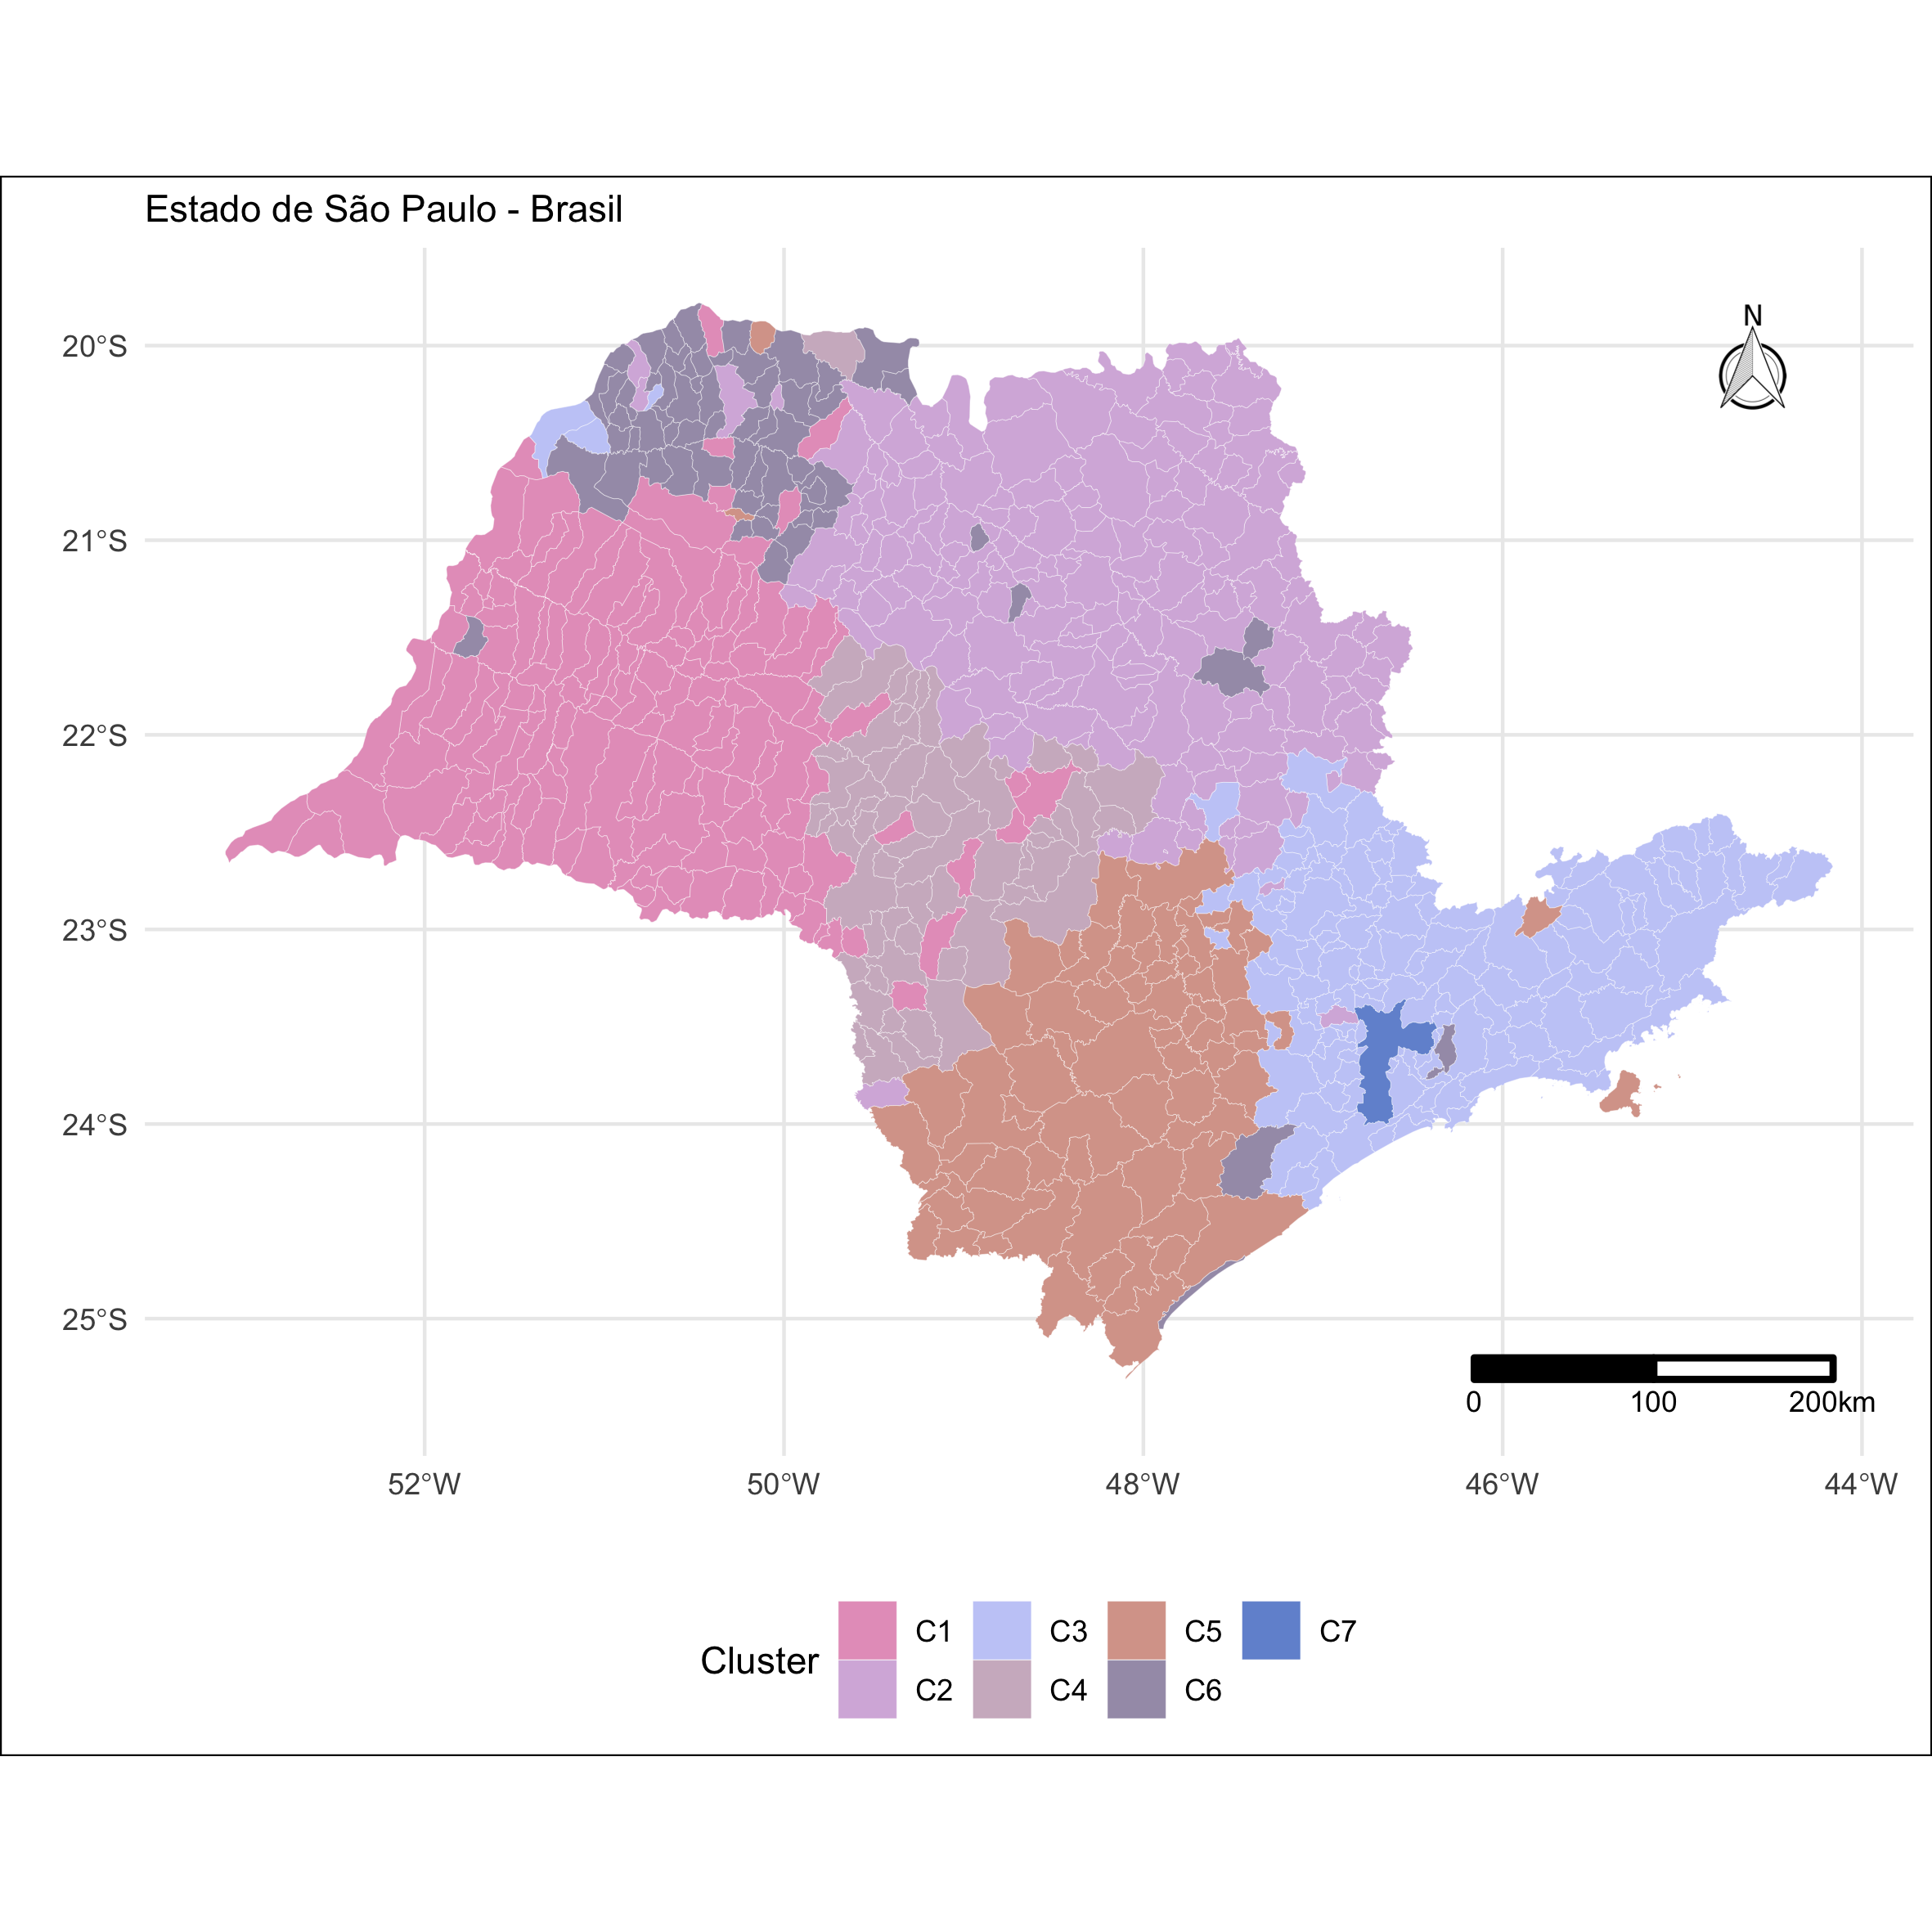 Estado de São Paulo - Brasil
N
20°S
21°S
22°S
23°S
24°S
25°S
0 100 200km
52°W 50°W 48°W 46°W 44°W
Cluster
C1 C3 C5 C7
C2 C4 C6